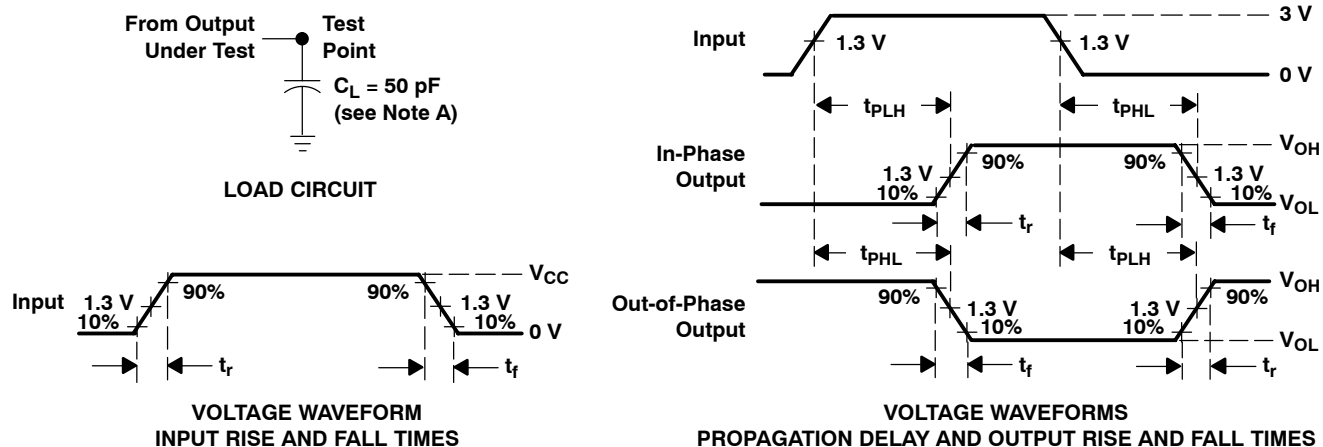 From Output
Under Test
Test
Point
C_L = 50 pF
(see Note A)
LOAD CIRCUIT
Input
1.3 V
10%
90%
90%
1.3 V
10%
V_CC
0 V
t_r
t_f
VOLTAGE WAVEFORM
INPUT RISE AND FALL TIMES
Input
1.3 V
1.3 V
3 V
0 V
t_PLH
t_PHL
In-Phase
Output
1.3 V
10%
90%
90%
1.3 V
10%
V_OH
V_OL
t_r
t_f
t_PHL
t_PLH
Out-of-Phase
Output
90%
1.3 V
10%
1.3 V
10%
90%
V_OH
V_OL
t_f
t_r
VOLTAGE WAVEFORMS
PROPAGATION DELAY AND OUTPUT RISE AND FALL TIMES